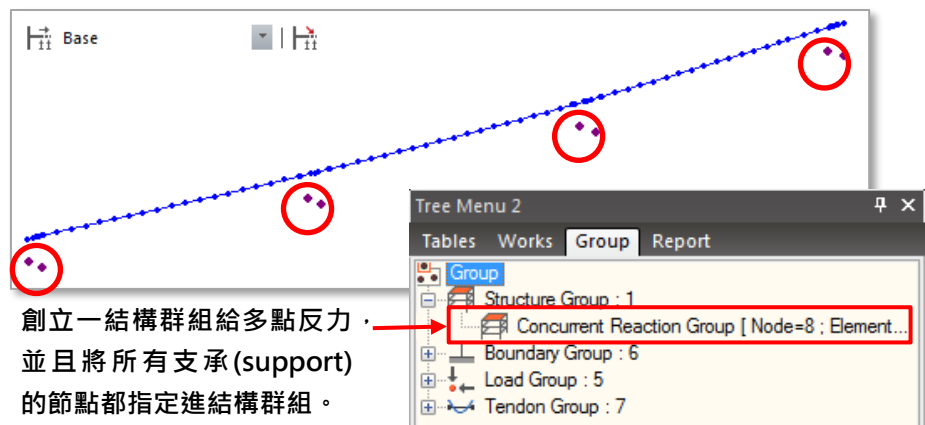 Base
Tree Menu 2
Tables Works Group Report
Group
Structure Group : 1
Concurrent Reaction Group [ Node=8 ; Element...
Boundary Group : 6
Load Group : 5
Tendon Group : 7
創立一結構群組給多點反力，
並且將所有支承(support)
的節點都指定進結構群組。